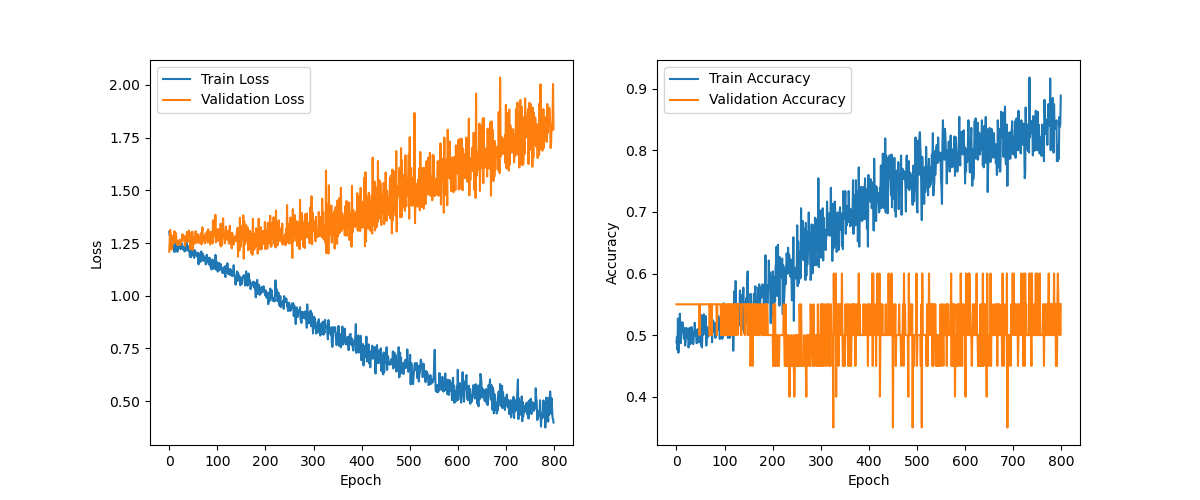 Train Loss
Validation Loss
2.00
1.75
1.50
1.25
1.00
0.75
0.50
Loss
0 100 200 300 400 500 600 700 800
Epoch
Train Accuracy
Validation Accuracy
0.9
0.8
0.7
0.6
0.5
0.4
Accuracy
0 100 200 300 400 500 600 700 800
Epoch